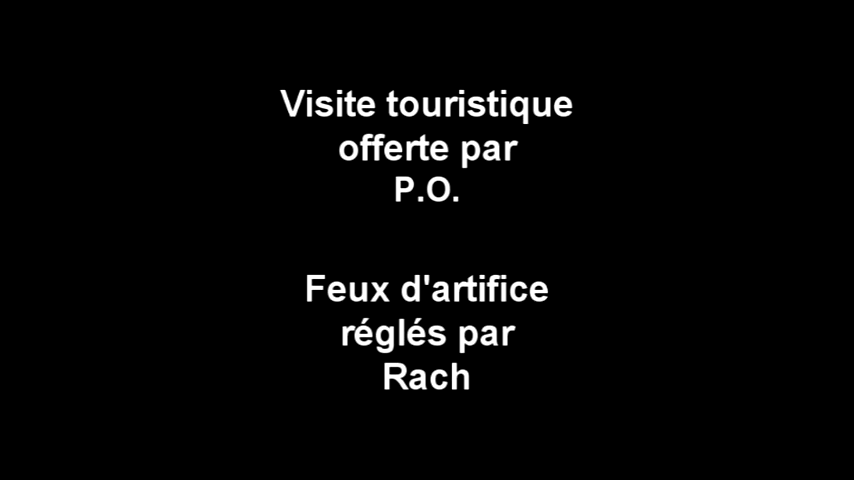 Visite touristique
offerte par
P.O.
Feux d'artifice
réglés par
Rach